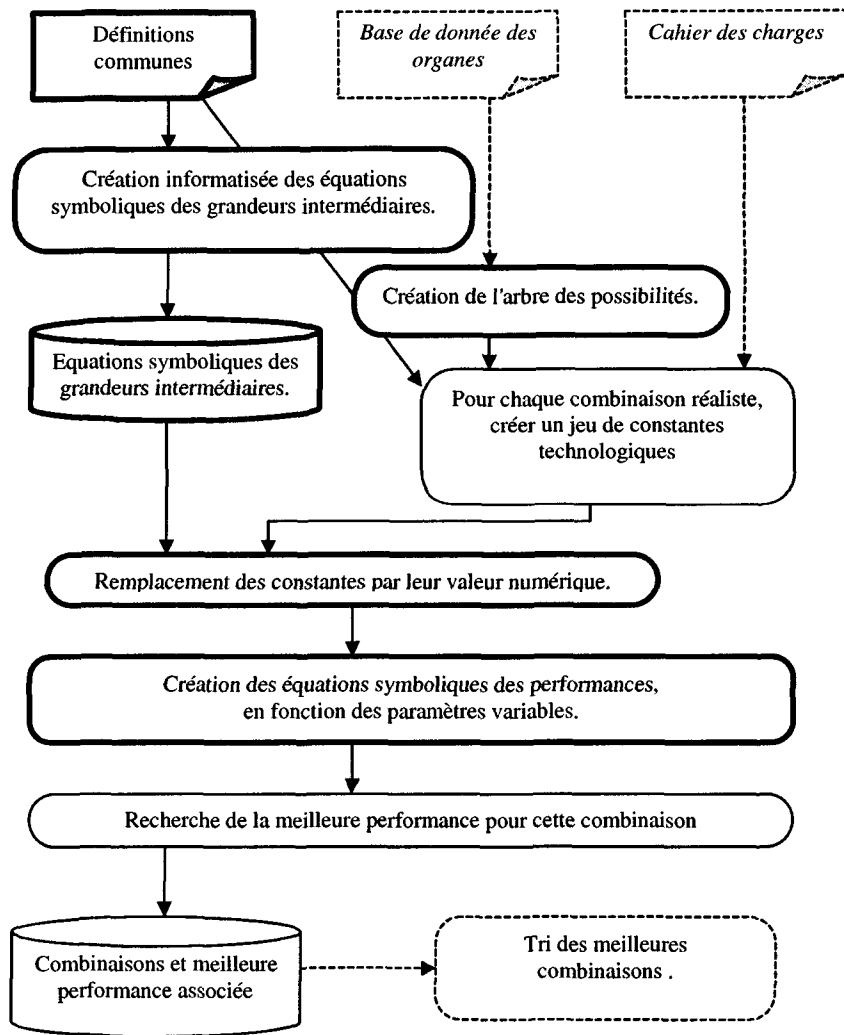 Définitions
communes
Base de donnée des
organes
Cahier des charges
Création informatisée des équations
symboliques des grandeurs intermédiaires.
Création de l'arbre des possibilités.
Equations symboliques des
grandeurs intermédiaires.
Pour chaque combinaison réaliste,
créer un jeu de constantes
technologiques
Remplacement des constantes par leur valeur numérique.
Création des équations symboliques des performances,
en fonction des paramètres variables.
Recherche de la meilleure performance pour cette combinaison
Combinaisons et meilleure
performance associée
Tri des meilleures
combinaisons .